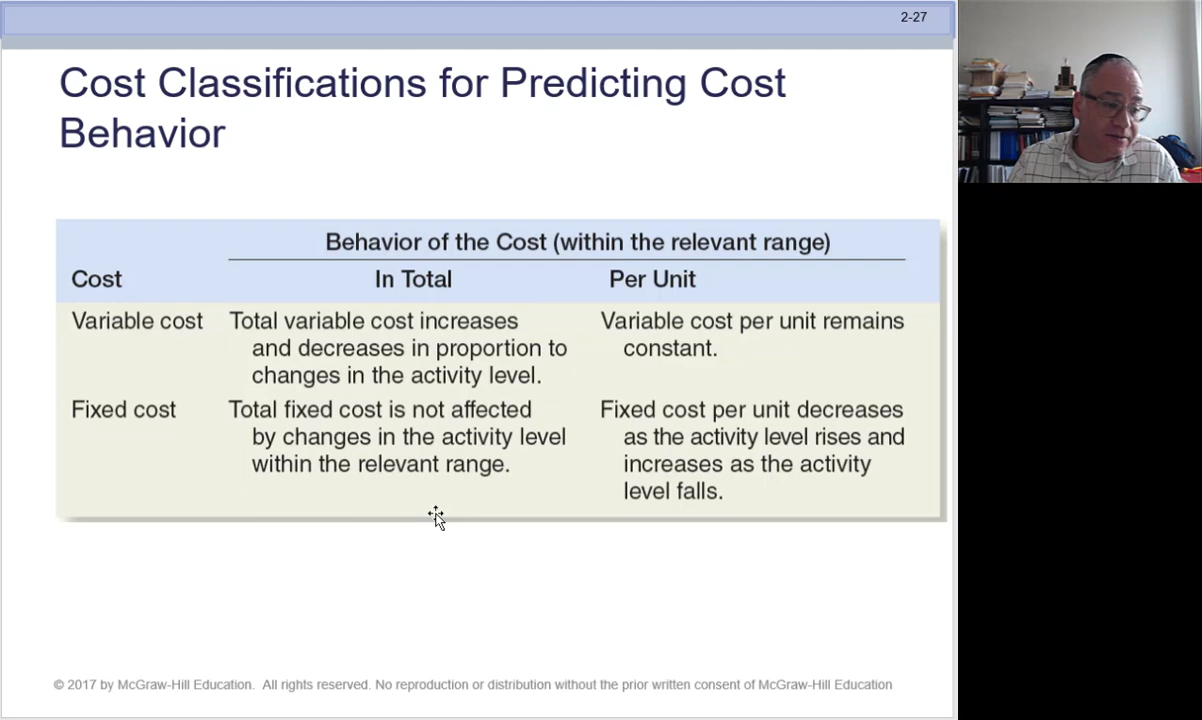 2-27
Cost Classifications for Predicting Cost
Behavior
Behavior of the Cost (within the relevant range)
Cost In Total Per Unit
Variable cost Total variable cost increases Variable cost per unit remains
and decreases in proportion to constant.
changes in the activity level.
Fixed cost Total fixed cost is not affected Fixed cost per unit decreases
by changes in the activity level as the activity level rises and
within the relevant range. increases as the activity
level falls.
© 2017 by McGraw-Hill Education. All rights reserved. No reproduction or distribution without the prior written consent of McGraw-Hill Education